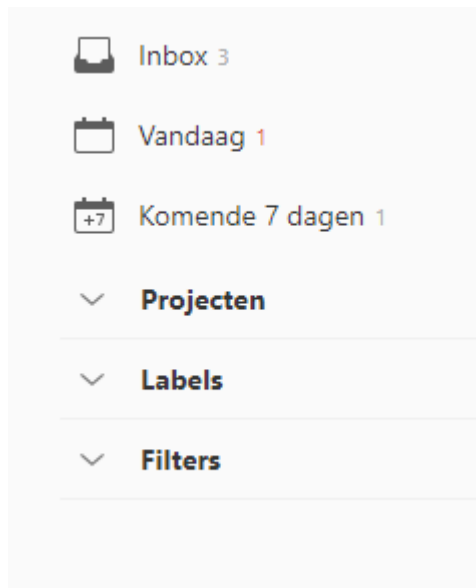 Inbox 3
Vandaag 1
+7 Komende 7 dagen 1
Projecten
Labels
Filters